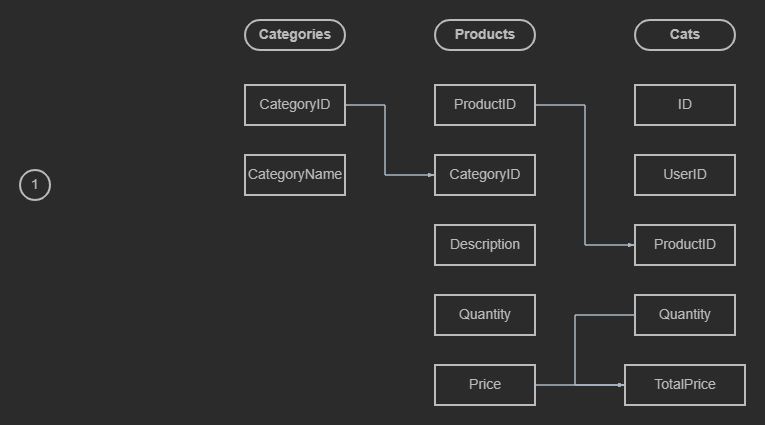 Categories Products Cats
CategoryID ProductID ID
1
CategoryName CategoryID UserID
Description ProductID
Quantity Quantity
Price TotalPrice